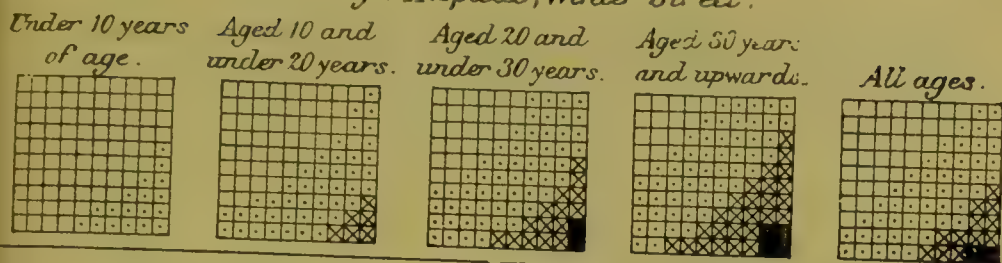 Under 10 years
of age.
Aged 10 and
under 20 years.
Aged 20 and
under 30 years.
Aged 30 years
and upwards.
All ages.